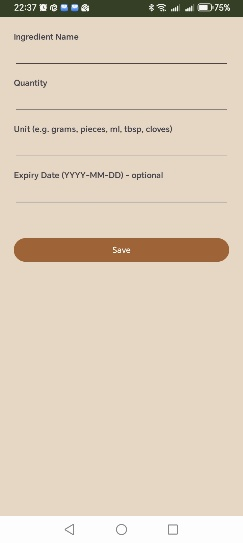 22:37
75%
Ingredient Name
Quantity
Unit (e.g. grams, pieces, ml, tbsp, cloves)
Expiry Date (YYYY-MM-DD) - optional
Save